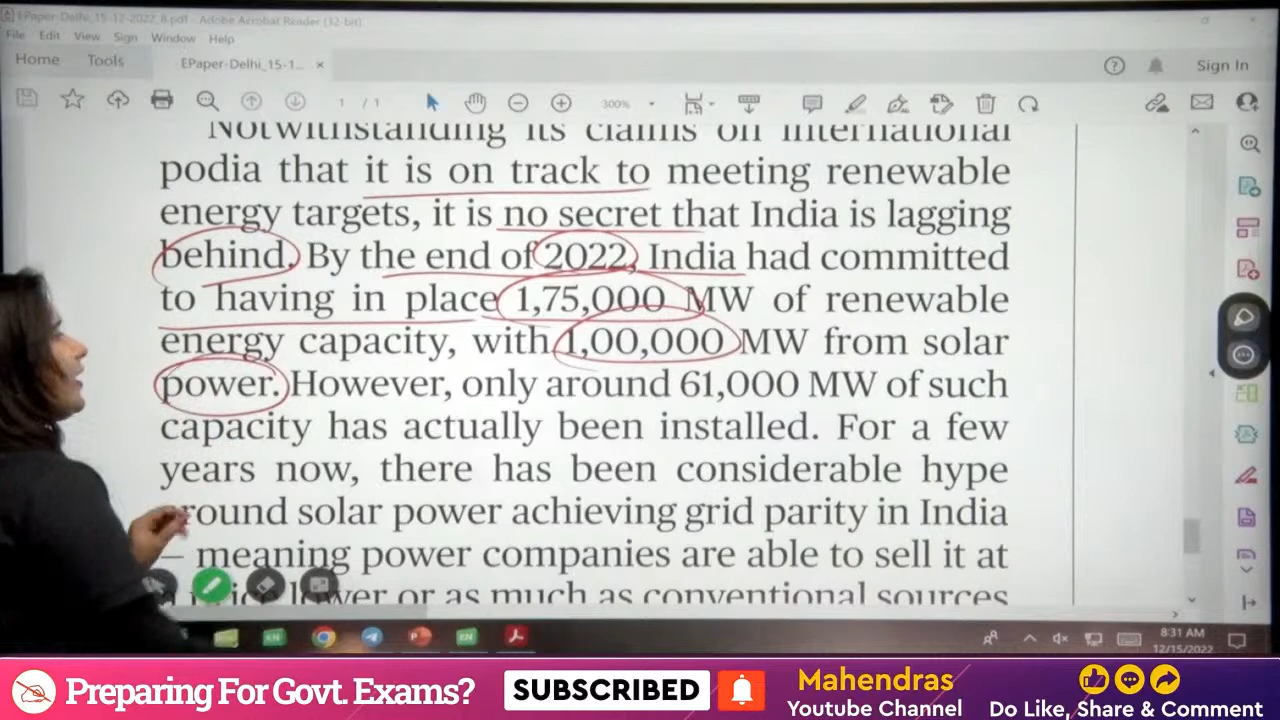 EPaper-Delhi_15-12-2022_8.pdf - Adobe Acrobat Reader (32-bit)
File Edit View Sign Window Help
Home Tools EPaper-Delhi_15-1... × Sign In
1 / 1 300%
Notwithstanding its claims on international
podia that it is on track to meeting renewable
energy targets, it is no secret that India is lagging
behind. By the end of 2022, India had committed
to having in place 1,75,000 MW of renewable
energy capacity, with 1,00,000 MW from solar
power. However, only around 61,000 MW of such
capacity has actually been installed. For a few
years now, there has been considerable hype
around solar power achieving grid parity in India
— meaning power companies are able to sell it at
lower or as much as conventional sources
8:31 AM
12/15/2022
Preparing For Govt. Exams? SUBSCRIBED Mahendras
Youtube Channel Do Like, Share & Comment